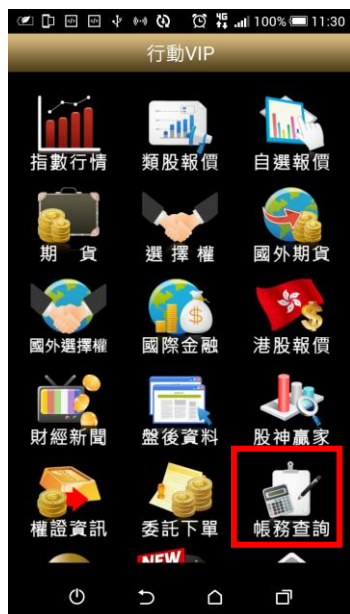 4G 100% 11:30
行動VIP
指數行情 類股報價 自選報價
期 貨 選 擇 權 國外期貨
國外選擇權 國際金融 港股報價
財經新聞 盤後資料 股神贏家
權證資訊 委託下單 帳務查詢
NEW